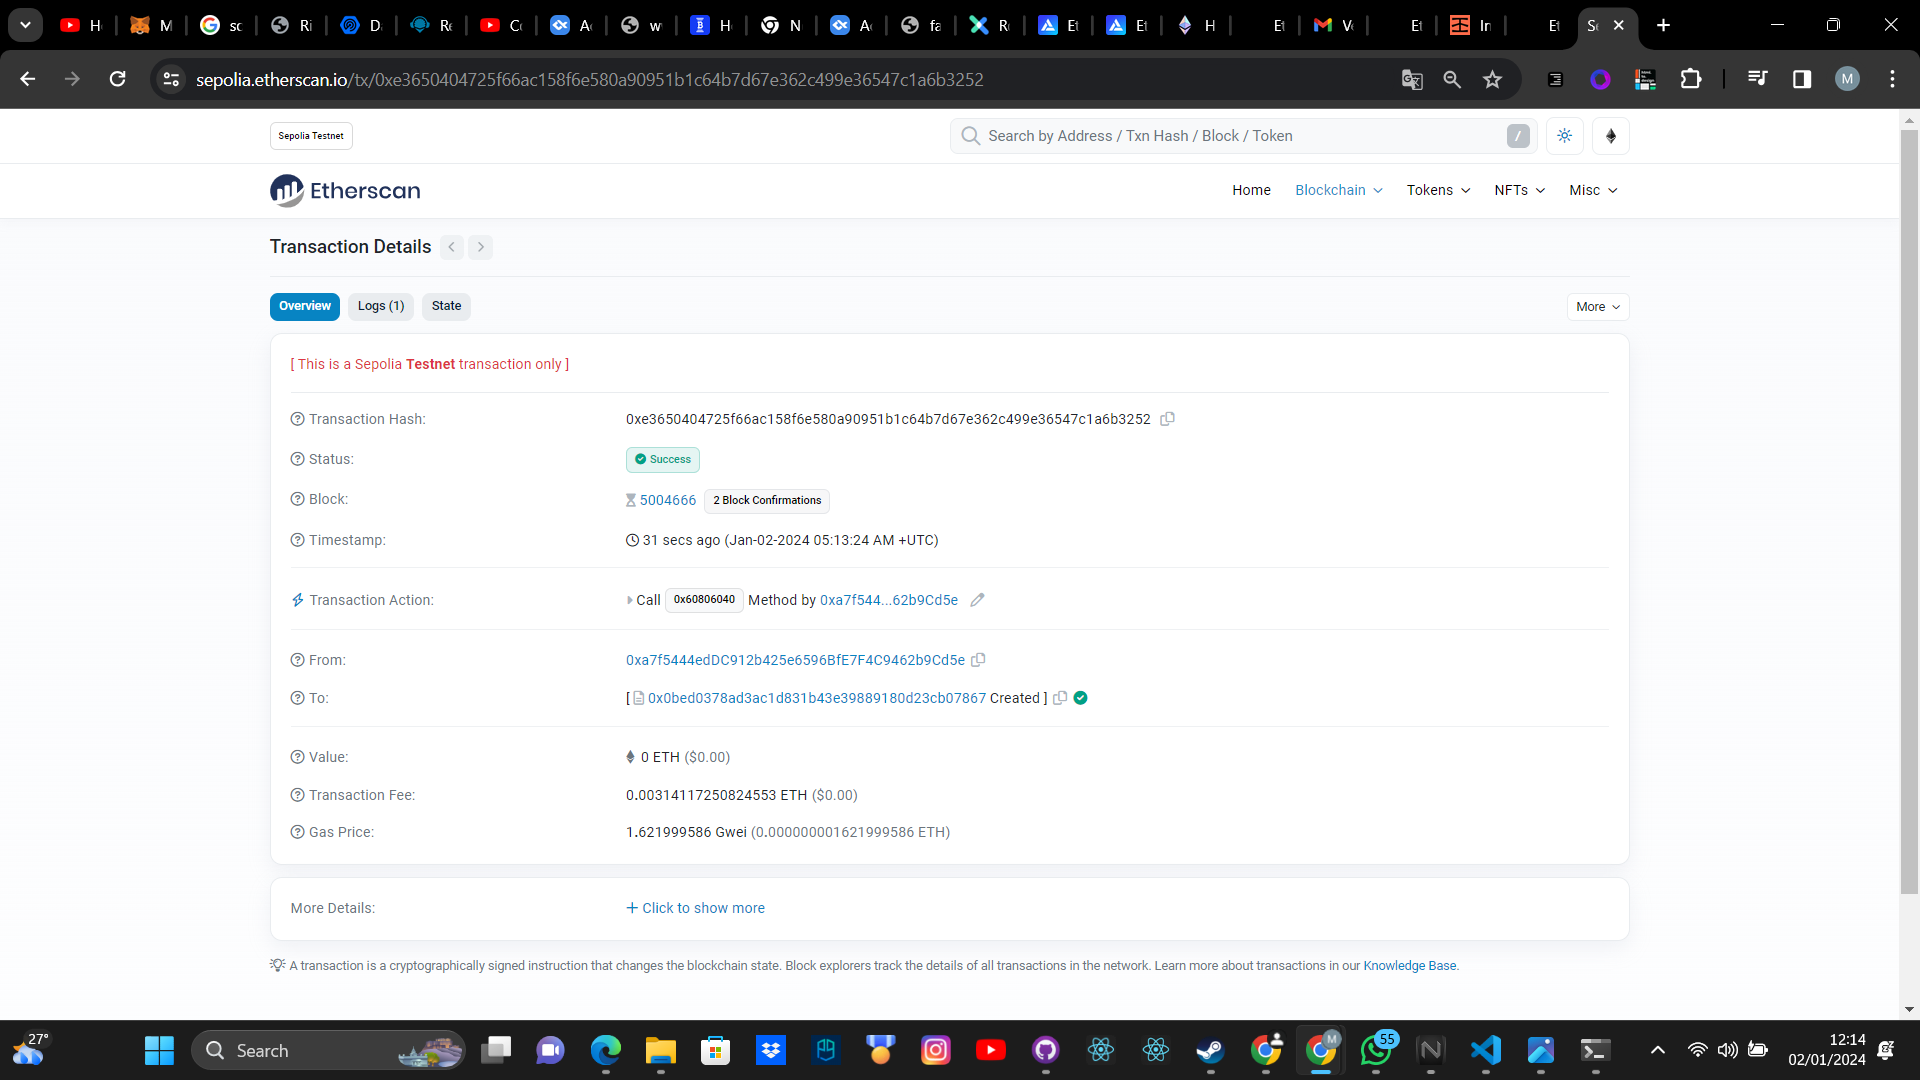 H
M
sc
Ri
D
Re
Co
Ac
w
H
N
Ac
fa
R
Et
Et
H
Et
Ve
Et
In
Et
Se
sepolia.etherscan.io/tx/0xe3650404725f66ac158f6e580a90951b1c64b7d67e362c499e36547c1a6b3252
M
Sepolia Testnet
Search by Address / Txn Hash / Block / Token
/
Etherscan
Home
Blockchain
Tokens
NFTs
Misc
Transaction Details
Overview
Logs (1)
State
More
[ This is a Sepolia Testnet transaction only ]
Transaction Hash:
0xe3650404725f66ac158f6e580a90951b1c64b7d67e362c499e36547c1a6b3252
Status:
Success
Block:
5004666
2 Block Confirmations
Timestamp:
31 secs ago (Jan-02-2024 05:13:24 AM +UTC)
Transaction Action:
Call 0x60806040 Method by 0xa7f544...62b9Cd5e
From:
0xa7f5444edDC912b425e6596BfE7F4C9462b9Cd5e
To:
[ 0x0bed0378ad3ac1d831b43e39889180d23cb07867 Created ]
Value:
0 ETH ($0.00)
Transaction Fee:
0.00314117250824553 ETH ($0.00)
Gas Price:
1.621999586 Gwei (0.000000001621999586 ETH)
More Details:
+ Click to show more
A transaction is a cryptographically signed instruction that changes the blockchain state. Block explorers track the details of all transactions in the network. Learn more about transactions in our Knowledge Base.
27°
Search
M
55
12:14
02/01/2024